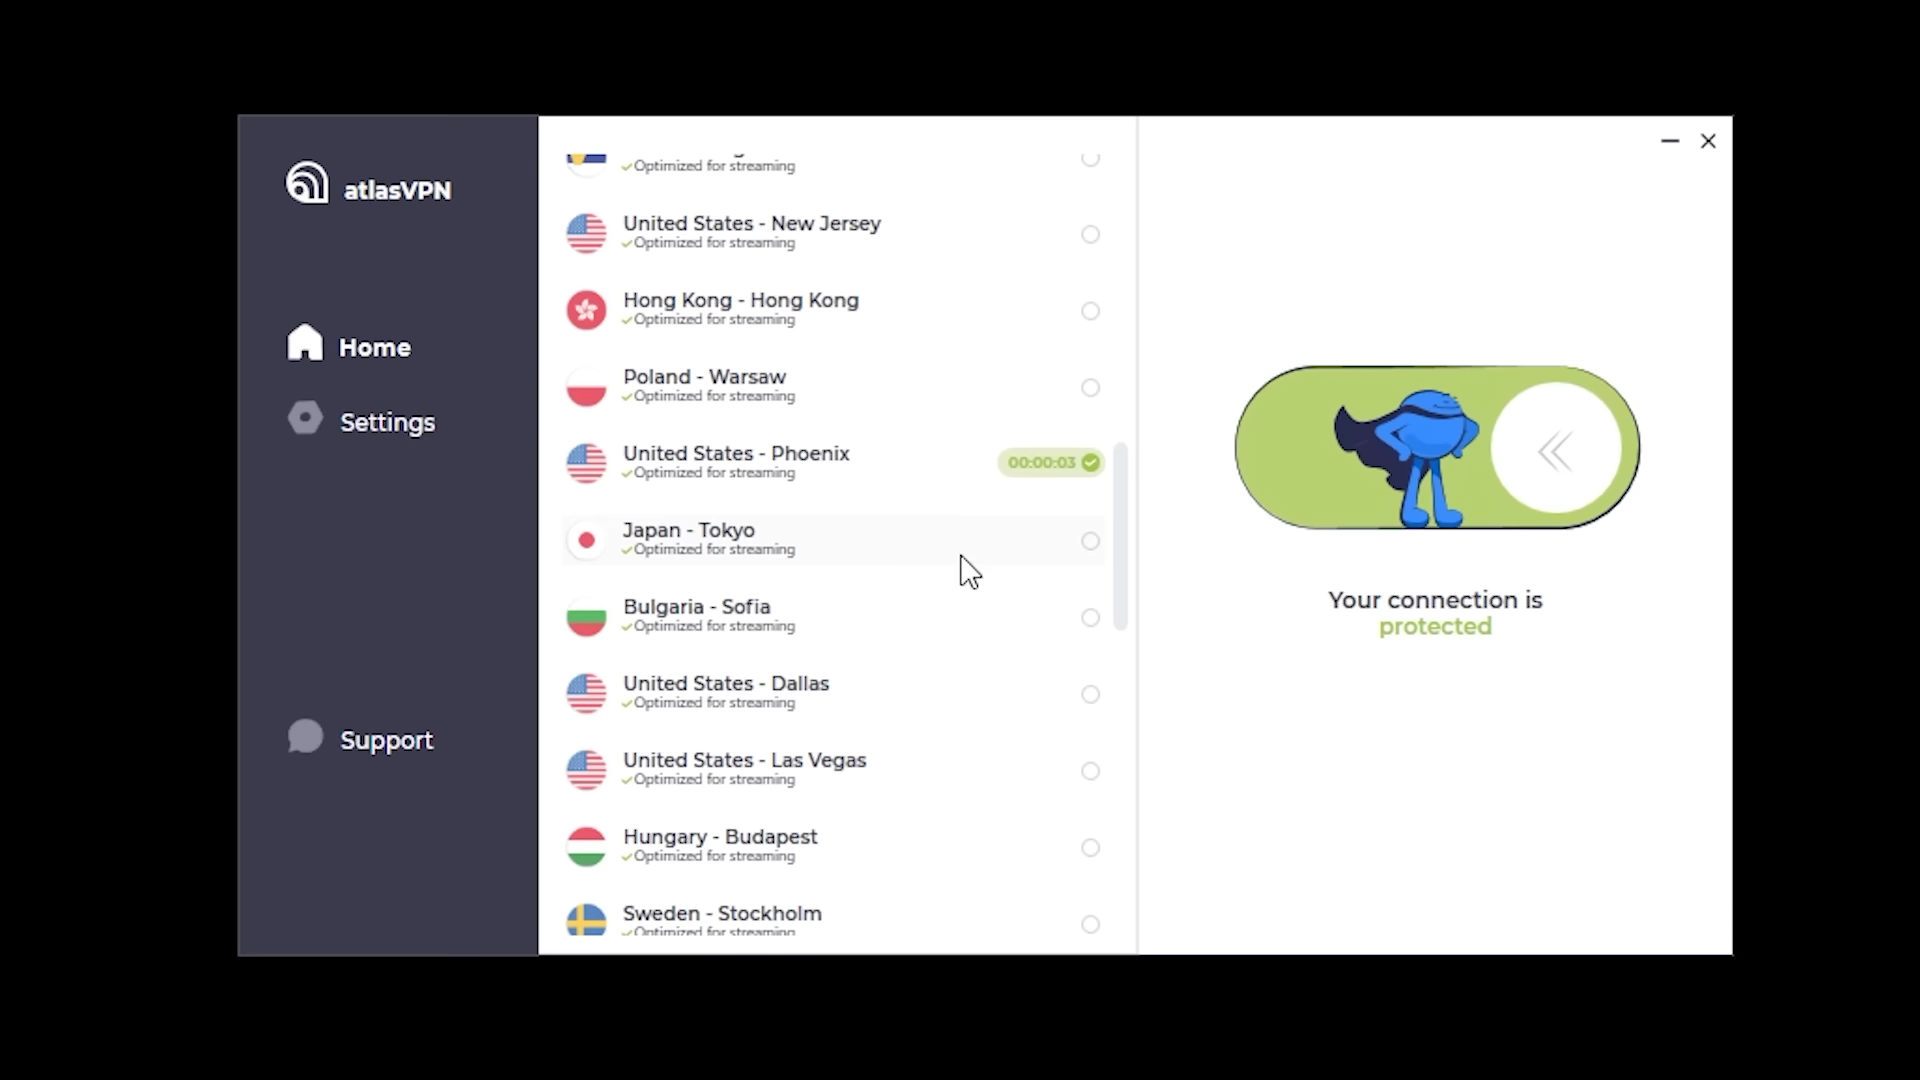 atlasVPN
Home
Settings
Support
Optimized for streaming
United States - New Jersey
Optimized for streaming
Hong Kong - Hong Kong
Optimized for streaming
Poland - Warsaw
Optimized for streaming
United States - Phoenix
Optimized for streaming
00:00:03
Japan - Tokyo
Optimized for streaming
Bulgaria - Sofia
Optimized for streaming
United States - Dallas
Optimized for streaming
United States - Las Vegas
Optimized for streaming
Hungary - Budapest
Optimized for streaming
Sweden - Stockholm
Optimized for streaming
Your connection is
protected